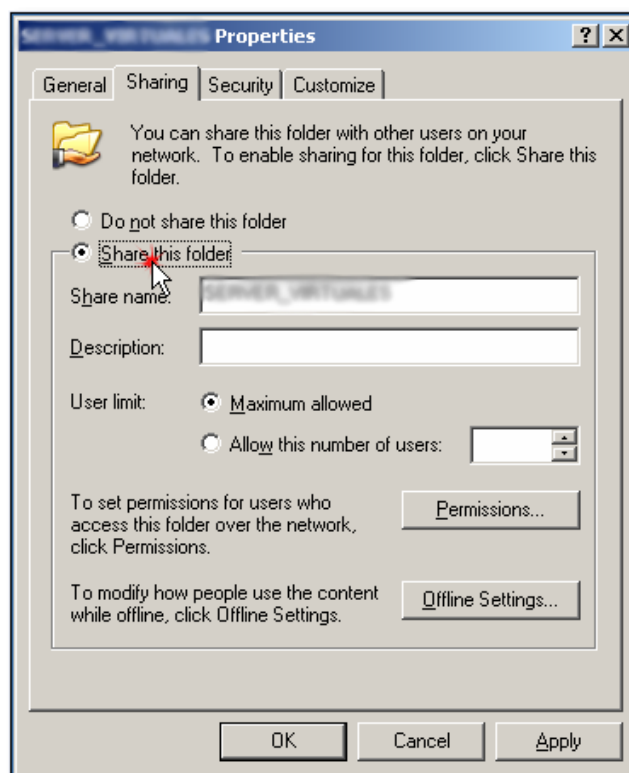 SERVER_VIRTUALES Properties
General Sharing Security Customize
You can share this folder with other users on your
network. To enable sharing for this folder, click Share this
folder.
Do not share this folder
Share this folder
Share name: SERVER_VIRTUALES
Description:
User limit: Maximum allowed
Allow this number of users:
To set permissions for users who
access this folder over the network,
click Permissions.
Permissions...
To modify how people use the content
while offline, click Offline Settings.
Offline Settings...
OK Cancel Apply